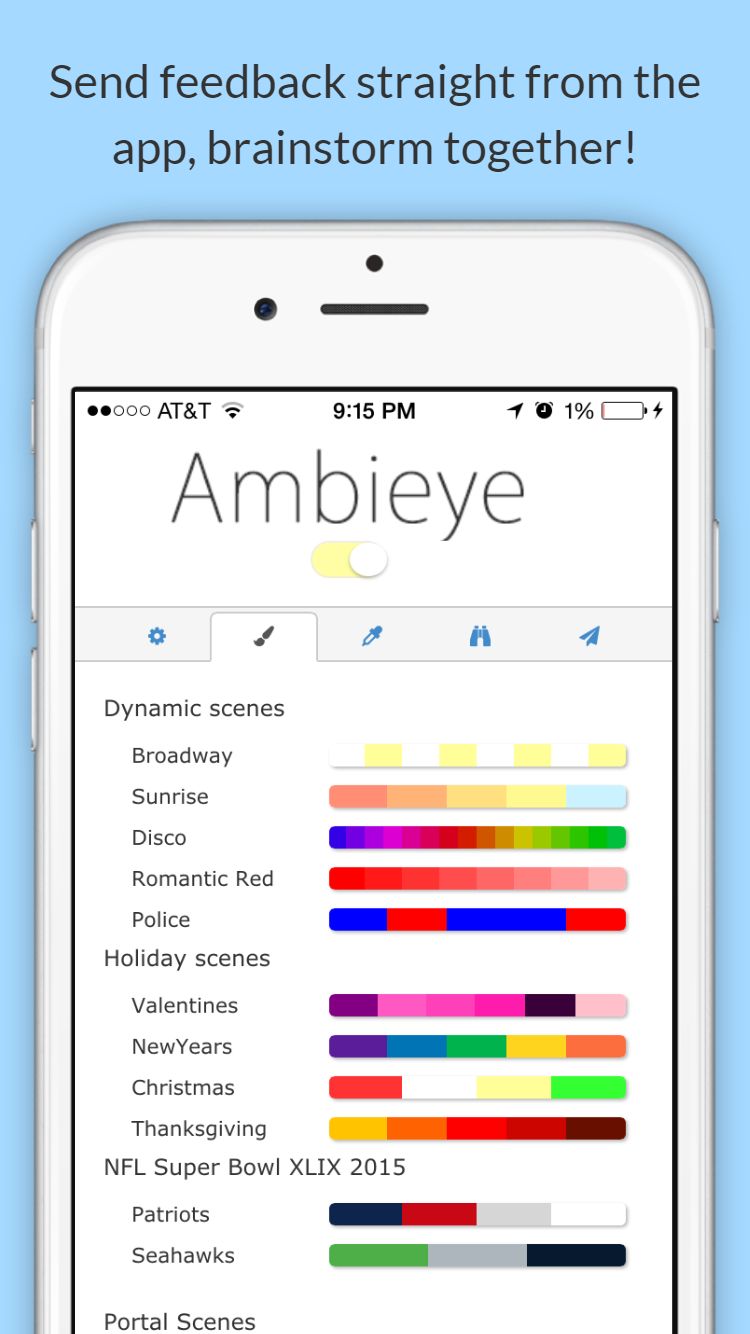 Send feedback straight from the
app, brainstorm together!
AT&T 9:15 PM 1%
Ambieye
Dynamic scenes
Broadway
Sunrise
Disco
Romantic Red
Police
Holiday scenes
Valentines
NewYears
Christmas
Thanksgiving
NFL Super Bowl XLIX 2015
Patriots
Seahawks
Portal Scenes